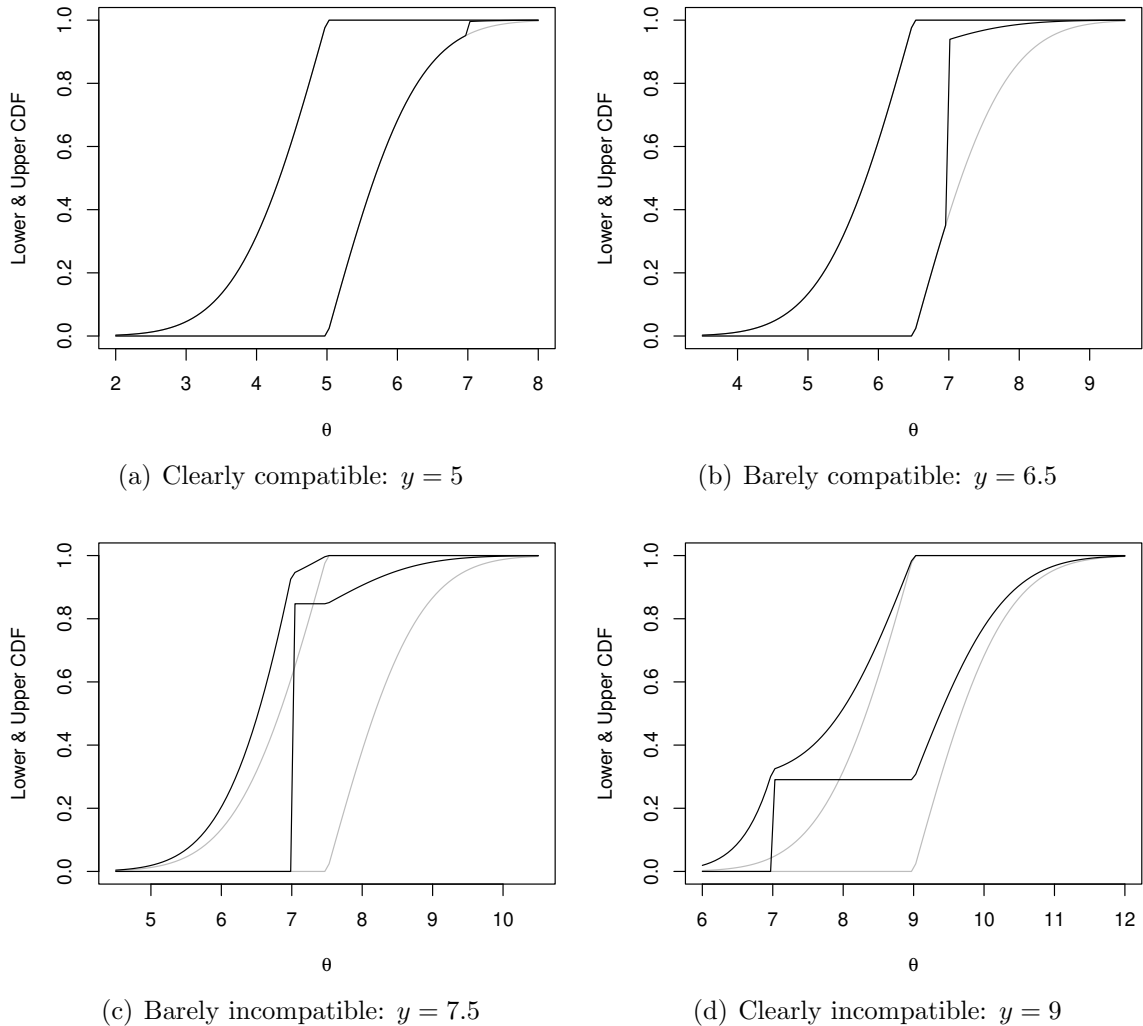 Lower & Upper CDF
0.0 0.2 0.4 0.6 0.8 1.0
2 3 4 5 6 7 8
θ
(a) Clearly compatible: y = 5
Lower & Upper CDF
0.0 0.2 0.4 0.6 0.8 1.0
4 5 6 7 8 9
θ
(b) Barely compatible: y = 6.5
Lower & Upper CDF
0.0 0.2 0.4 0.6 0.8 1.0
5 6 7 8 9 10
θ
(c) Barely incompatible: y = 7.5
Lower & Upper CDF
0.0 0.2 0.4 0.6 0.8 1.0
6 7 8 9 10 11 12
θ
(d) Clearly incompatible: y = 9